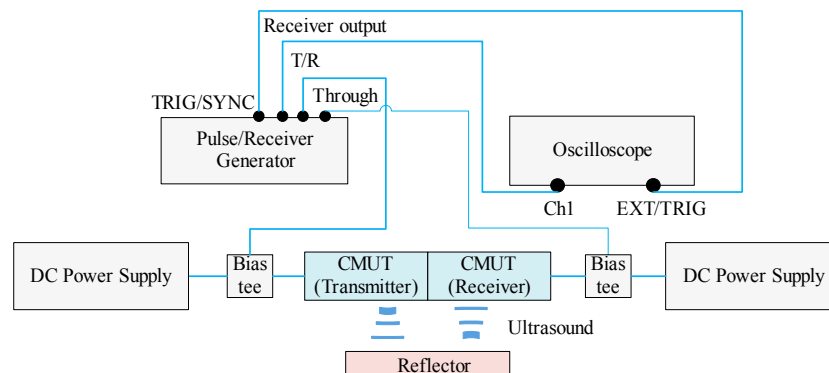 Receiver output
T/R
TRIG/SYNC
Through
Pulse/Receiver
Generator
Oscilloscope
Ch1
EXT/TRIG
DC Power Supply
Bias
tee
CMUT
(Transmitter)
CMUT
(Receiver)
Bias
tee
DC Power Supply
Ultrasound
Reflector